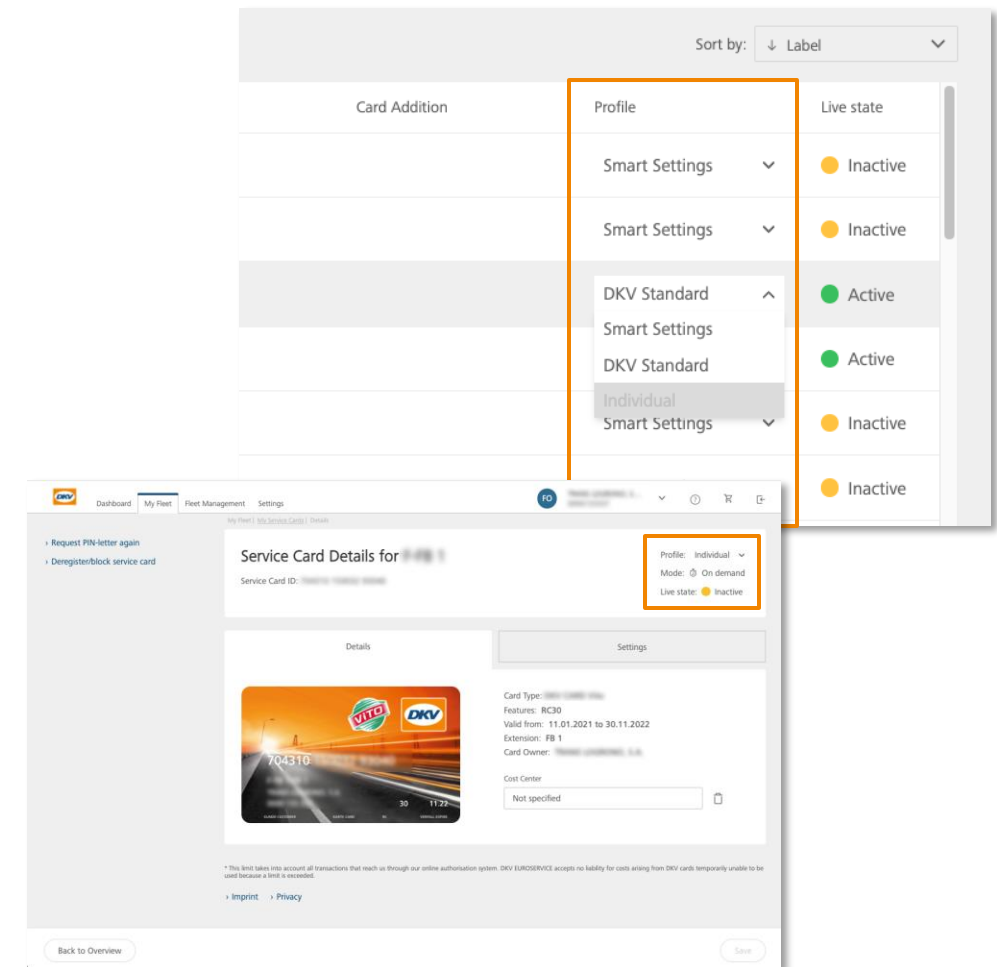 Sort by: ↓ Label
Card Addition Profile Live state
Smart Settings Inactive
Smart Settings Inactive
DKV Standard Active
Smart Settings
DKV Standard Active
Individual
Smart Settings Inactive
Inactive
DKV Dashboard My Fleet Fleet Management Settings FO
My Fleet | My Service Cards | Details
› Request PIN-letter again
› Deregister/block service card
Service Card Details for
Service Card ID:
Profile: Individual
Mode: On demand
Live state: Inactive
Details Settings
VITO DKV
704310
30 11.22
Card Type:
Features: RC30
Valid from: 11.01.2021 to 30.11.2022
Extension: FB 1
Card Owner:
Cost Center
Not specified
* This limit takes into account all transactions that reach us through our online authorisation system. DKV EUROSERVICE accepts no liability for costs arising from DKV cards temporarily unable to be
used because a limit is exceeded.
› Imprint › Privacy
Back to Overview Save